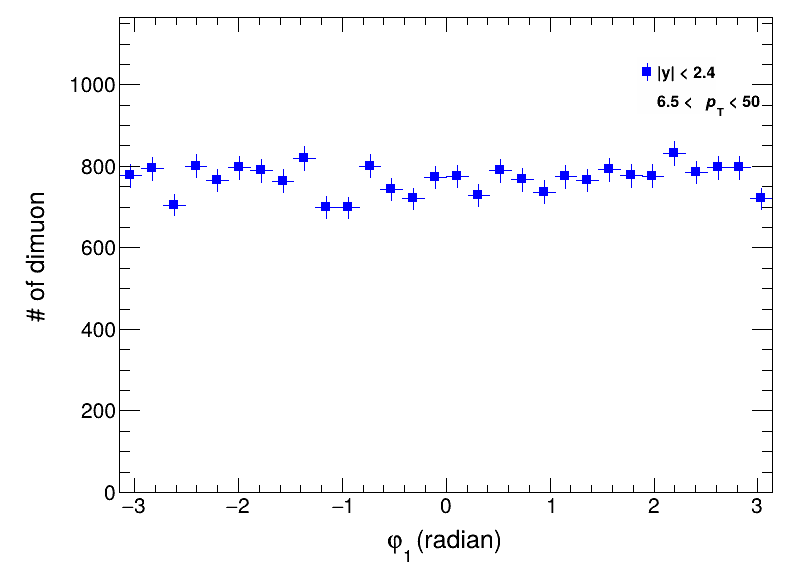 |y| < 2.4
6.5 < p_T < 50
1000
800
600
400
200
0
# of dimuon
−3 −2 −1 0 1 2 3
φ_1 (radian)